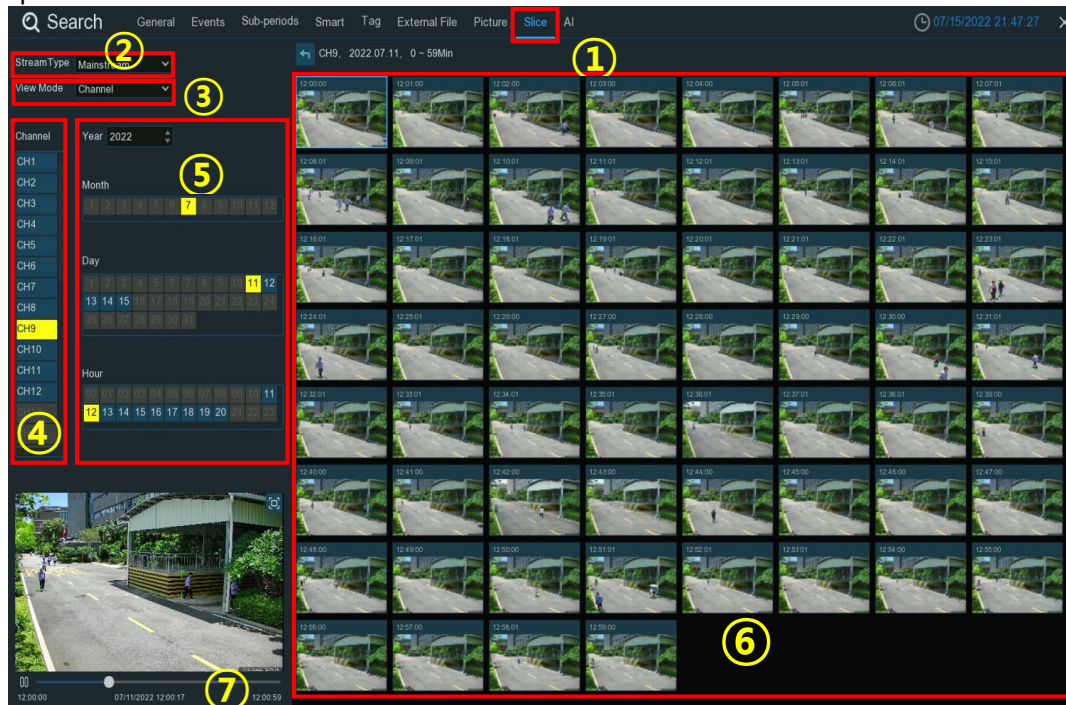 Search General Events Sub-periods Smart Tag External File Picture Slice AI 07/15/2022 21:47:27
②
StreamType Mainstream
CH9, 2022.07.11, 0 ~ 59Min
①
View Mode Channel
③
Channel
Year 2022
CH1
CH2
CH3
CH4
CH5
CH6
CH7
CH8
CH9
CH10
CH11
CH12
④
⑤
Month
1 2 3 4 5 6 7 8 9 10 11 12
Day
1 2 3 4 5 6 7 8 9 10 11 12
13 14 15 16 17 18 19 20 21 22 23 24
25 26 27 28 29 30 31
Hour
00 01 02 03 04 05 06 07 08 09 10 11
12 13 14 15 16 17 18 19 20 21 22 23
12:00:00 12:01:00 12:02:00 12:03:00 12:04:00 12:05:01 12:06:01 12:07:01
12:08:01 12:09:01 12:10:01 12:11:01 12:12:01 12:13:01 12:14:01 12:15:01
12:16:01 12:17:01 12:18:01 12:19:01 12:20:01 12:21:01 12:22:01 12:23:01
12:24:01 12:25:01 12:26:00 12:27:00 12:28:00 12:29:00 12:30:00 12:31:01
12:32:01 12:33:01 12:34:01 12:35:01 12:36:01 12:37:01 12:38:01 12:39:00
12:40:00 12:41:00 12:42:00 12:43:00 12:44:00 12:45:00 12:46:00 12:47:00
12:48:00 12:49:00 12:50:00 12:51:01 12:52:01 12:53:01 12:54:00 12:55:00
12:56:00 12:57:00 12:58:01 12:59:00
⑥
12:00:00 07/11/2022 12:00:17 12:00:59
⑦